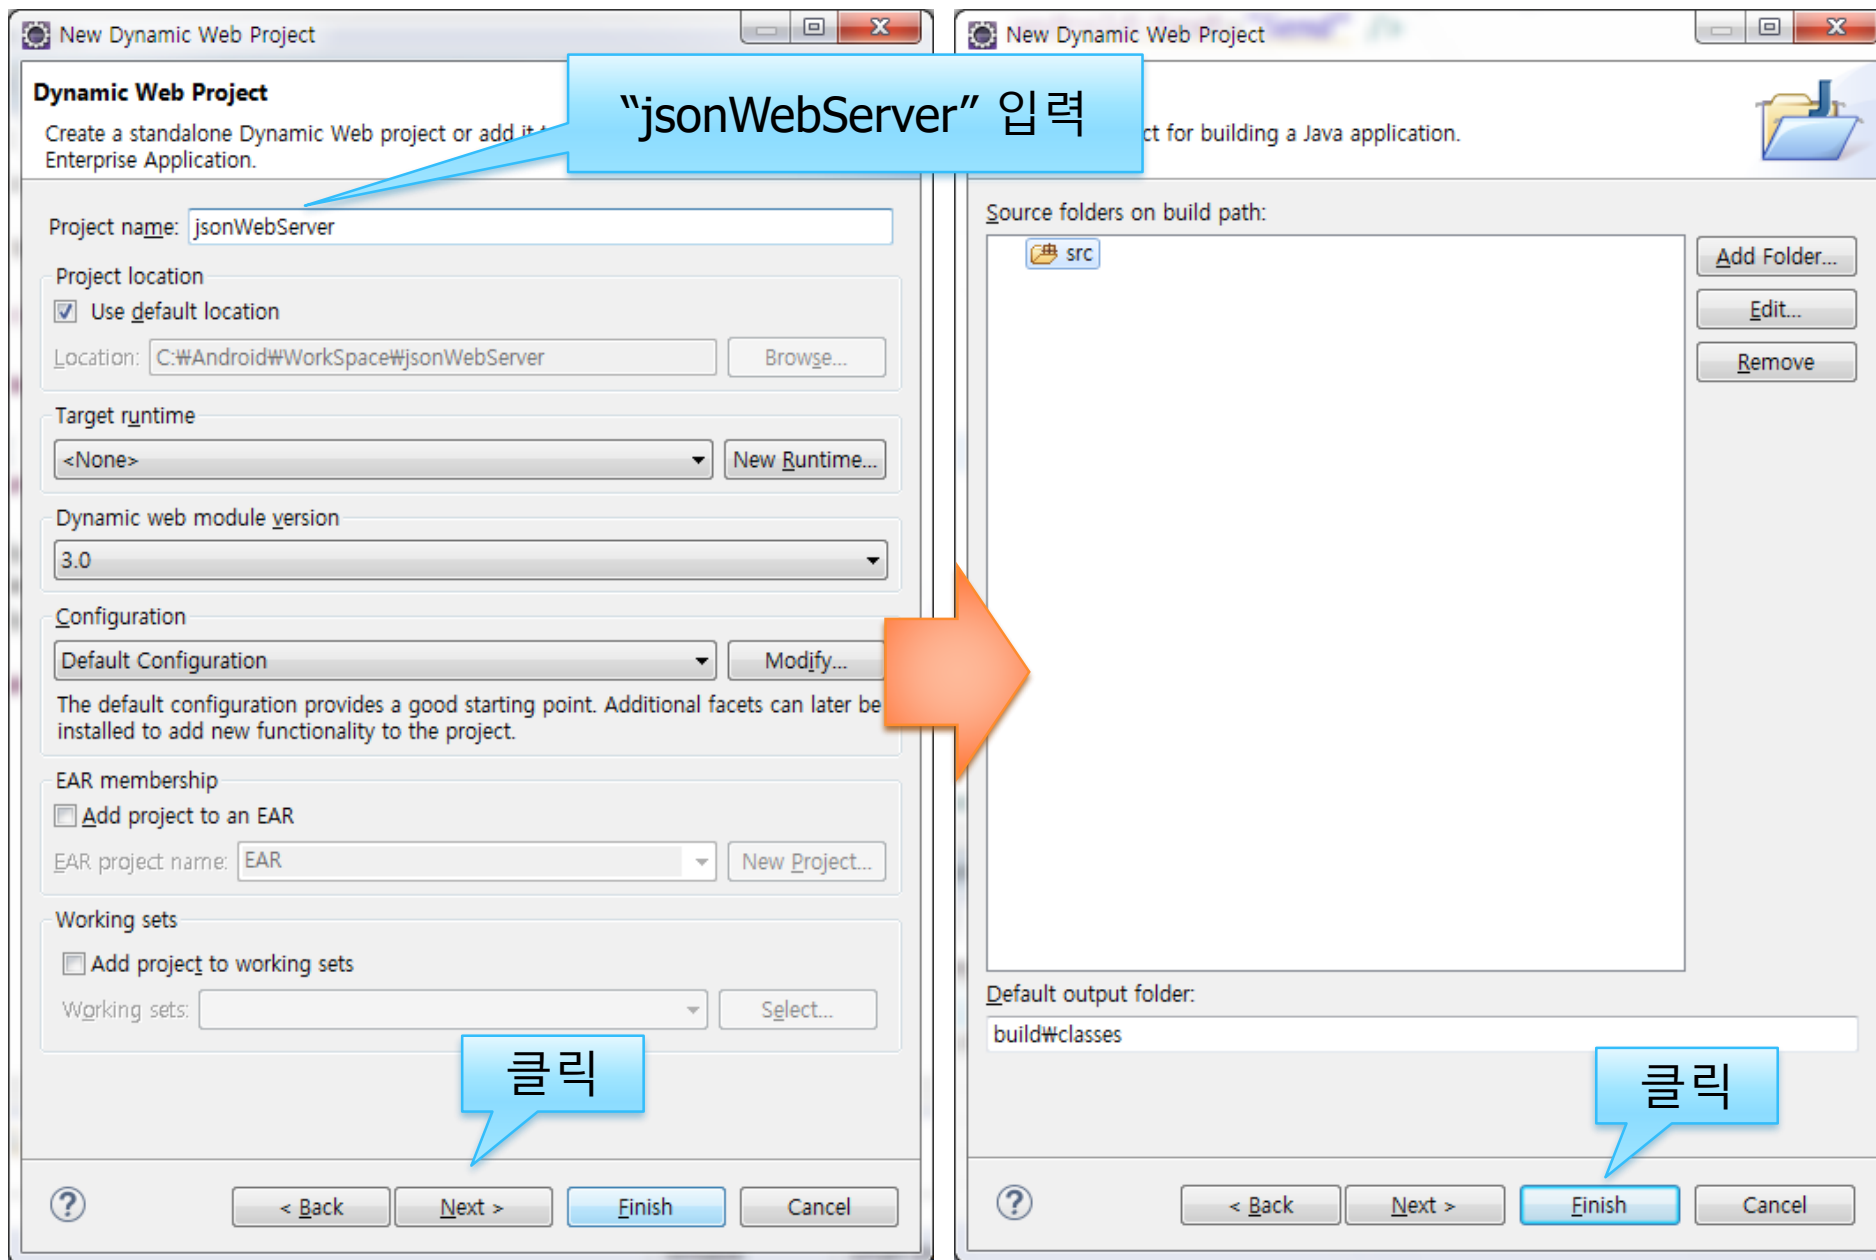 New Dynamic Web Project
Dynamic Web Project
Create a standalone Dynamic Web project or add it t
Enterprise Application.
“jsonWebServer” 입력
Project name: jsonWebServer
Project location
Use default location
Location: C:₩Android₩WorkSpace₩jsonWebServer Browse...
Target runtime
<None> New Runtime...
Dynamic web module version
3.0
Configuration
Default Configuration Modify...
The default configuration provides a good starting point. Additional facets can later be
installed to add new functionality to the project.
EAR membership
Add project to an EAR
EAR project name: EAR New Project...
Working sets
Add project to working sets
Working sets: Select...
클릭
< Back Next > Finish Cancel
New Dynamic Web Project
ct for building a Java application.
Source folders on build path:
src
Add Folder...
Edit...
Remove
Default output folder:
build₩classes
클릭
< Back Next > Finish Cancel